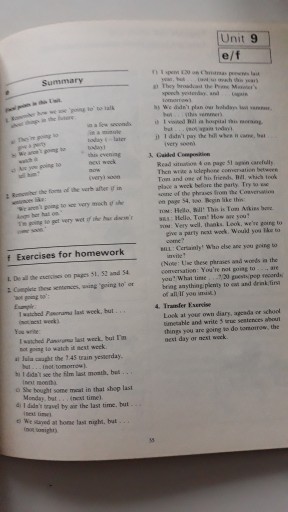 Unit 9
e/f
e
Summary
Focal points in this Unit.
1. Remember how we use 'going to' to talk
about things in the future.
a) They're going to
give a party
b) We aren't going to
watch it
c) Are you going to
tell him?
in a few seconds
in a minute
today (= later
today)
this evening
next week
now
(very) soon
2. Remember the form of the verb after if in
sentences like:
We aren't going to see very much if she
keeps her hat on.
I'm going to get very wet if the bus doesn't
come soon.
f Exercises for homework
1. Do all the exercises on pages 51, 52 and 54.
2. Complete these sentences, using 'going to' or
'not going to':
Example:
I watched Panorama last week, but . . .
(not/next week).
You write:
I watched Panorama last week, but I'm
not going to watch it next week.
a) Julia caught the 7.45 train yesterday,
but . . . (not tomorrow).
b) I didn't see the film last month, but . . .
(next month).
c) She bought some meat in that shop last
Monday, but . . . (next time).
d) I didn't travel by air the last time, but . . .
(next time).
e) We stayed at home last night, but . . .
(not/tonight).
f) I spent £20 on Christmas presents last
year, but . . . (not/so much this year).
g) They broadcast the Prime Minister's
speech yesterday, and . . . (again
tomorrow).
h) We didn't plan our holidays last summer,
but . . . (this summer).
i) I visited Bill in hospital this morning,
but . . . (not/again today).
j) I didn't pay the bill when it came, but . . .
(very soon).
3. Guided Composition
Read situation 4 on page 51 again carefully.
Then write a telephone conversation between
Tom and one of his friends, Bill, which took
place a week before the party. Try to use
some of the phrases from the Conversation
on page 54, too. Begin like this:
TOM: Hello, Bill! This is Tom Atkins here.
BILL: Hello, Tom! How are you?
TOM: Very well, thanks. Look, we're going to
give a party next week. Would you like to
come?
BILL: Certainly! Who else are you going to
invite?
(Note: Use these phrases and words in the
conversation: You're not going to . . . , are
you?/What time . . . ?/20 guests;pop records;
bring anything;plenty to eat and drink/first
of all/If you insist.)
4. Transfer Exercise
Look at your own diary, agenda or school
timetable and write 5 true sentences about
things you are going to do tomorrow, the
next day or next week.